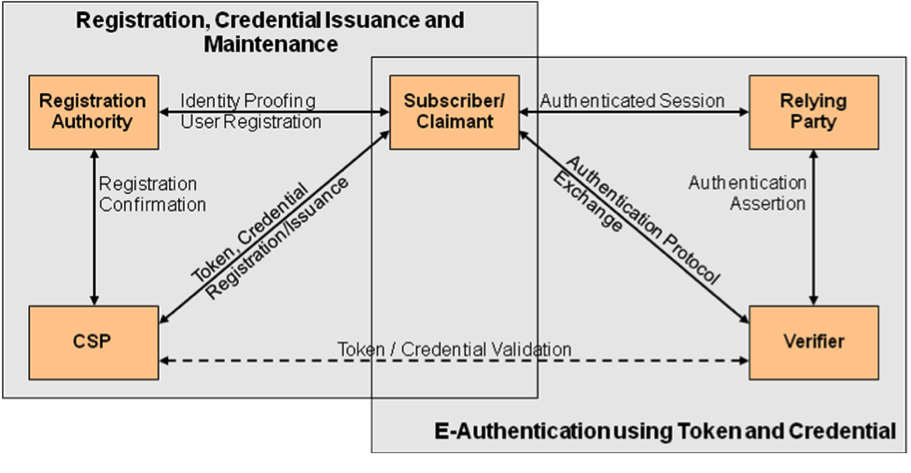 Registration, Credential Issuance and
Maintenance
Registration
Authority
Identity Proofing
User Registration
Subscriber/
Claimant
Authenticated Session
Relying
Party
Registration
Confirmation
Token, Credential
Registration/Issuance
Authentication Protocol
Exchange
Authentication
Assertion
CSP
Token / Credential Validation
Verifier
E-Authentication using Token and Credential